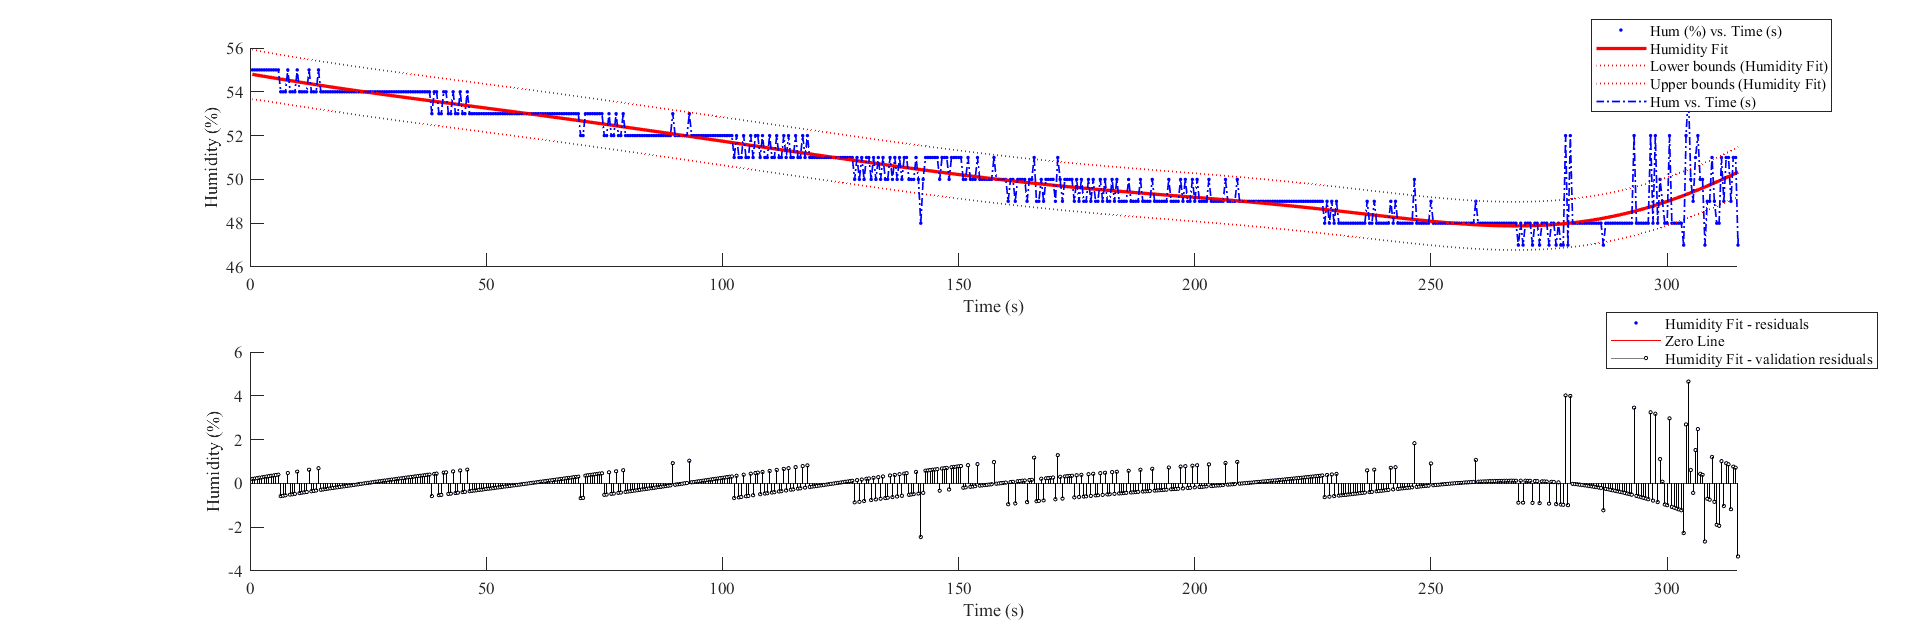 Hum (%) vs. Time (s)
Humidity Fit
Lower bounds (Humidity Fit)
Upper bounds (Humidity Fit)
Hum vs. Time (s)
56
54
52
50
48
46
Humidity (%)
0 50 100 150 200 250 300
Time (s)
Humidity Fit - residuals
Zero Line
Humidity Fit - validation residuals
6
4
2
0
-2
-4
Humidity (%)
0 50 100 150 200 250 300
Time (s)